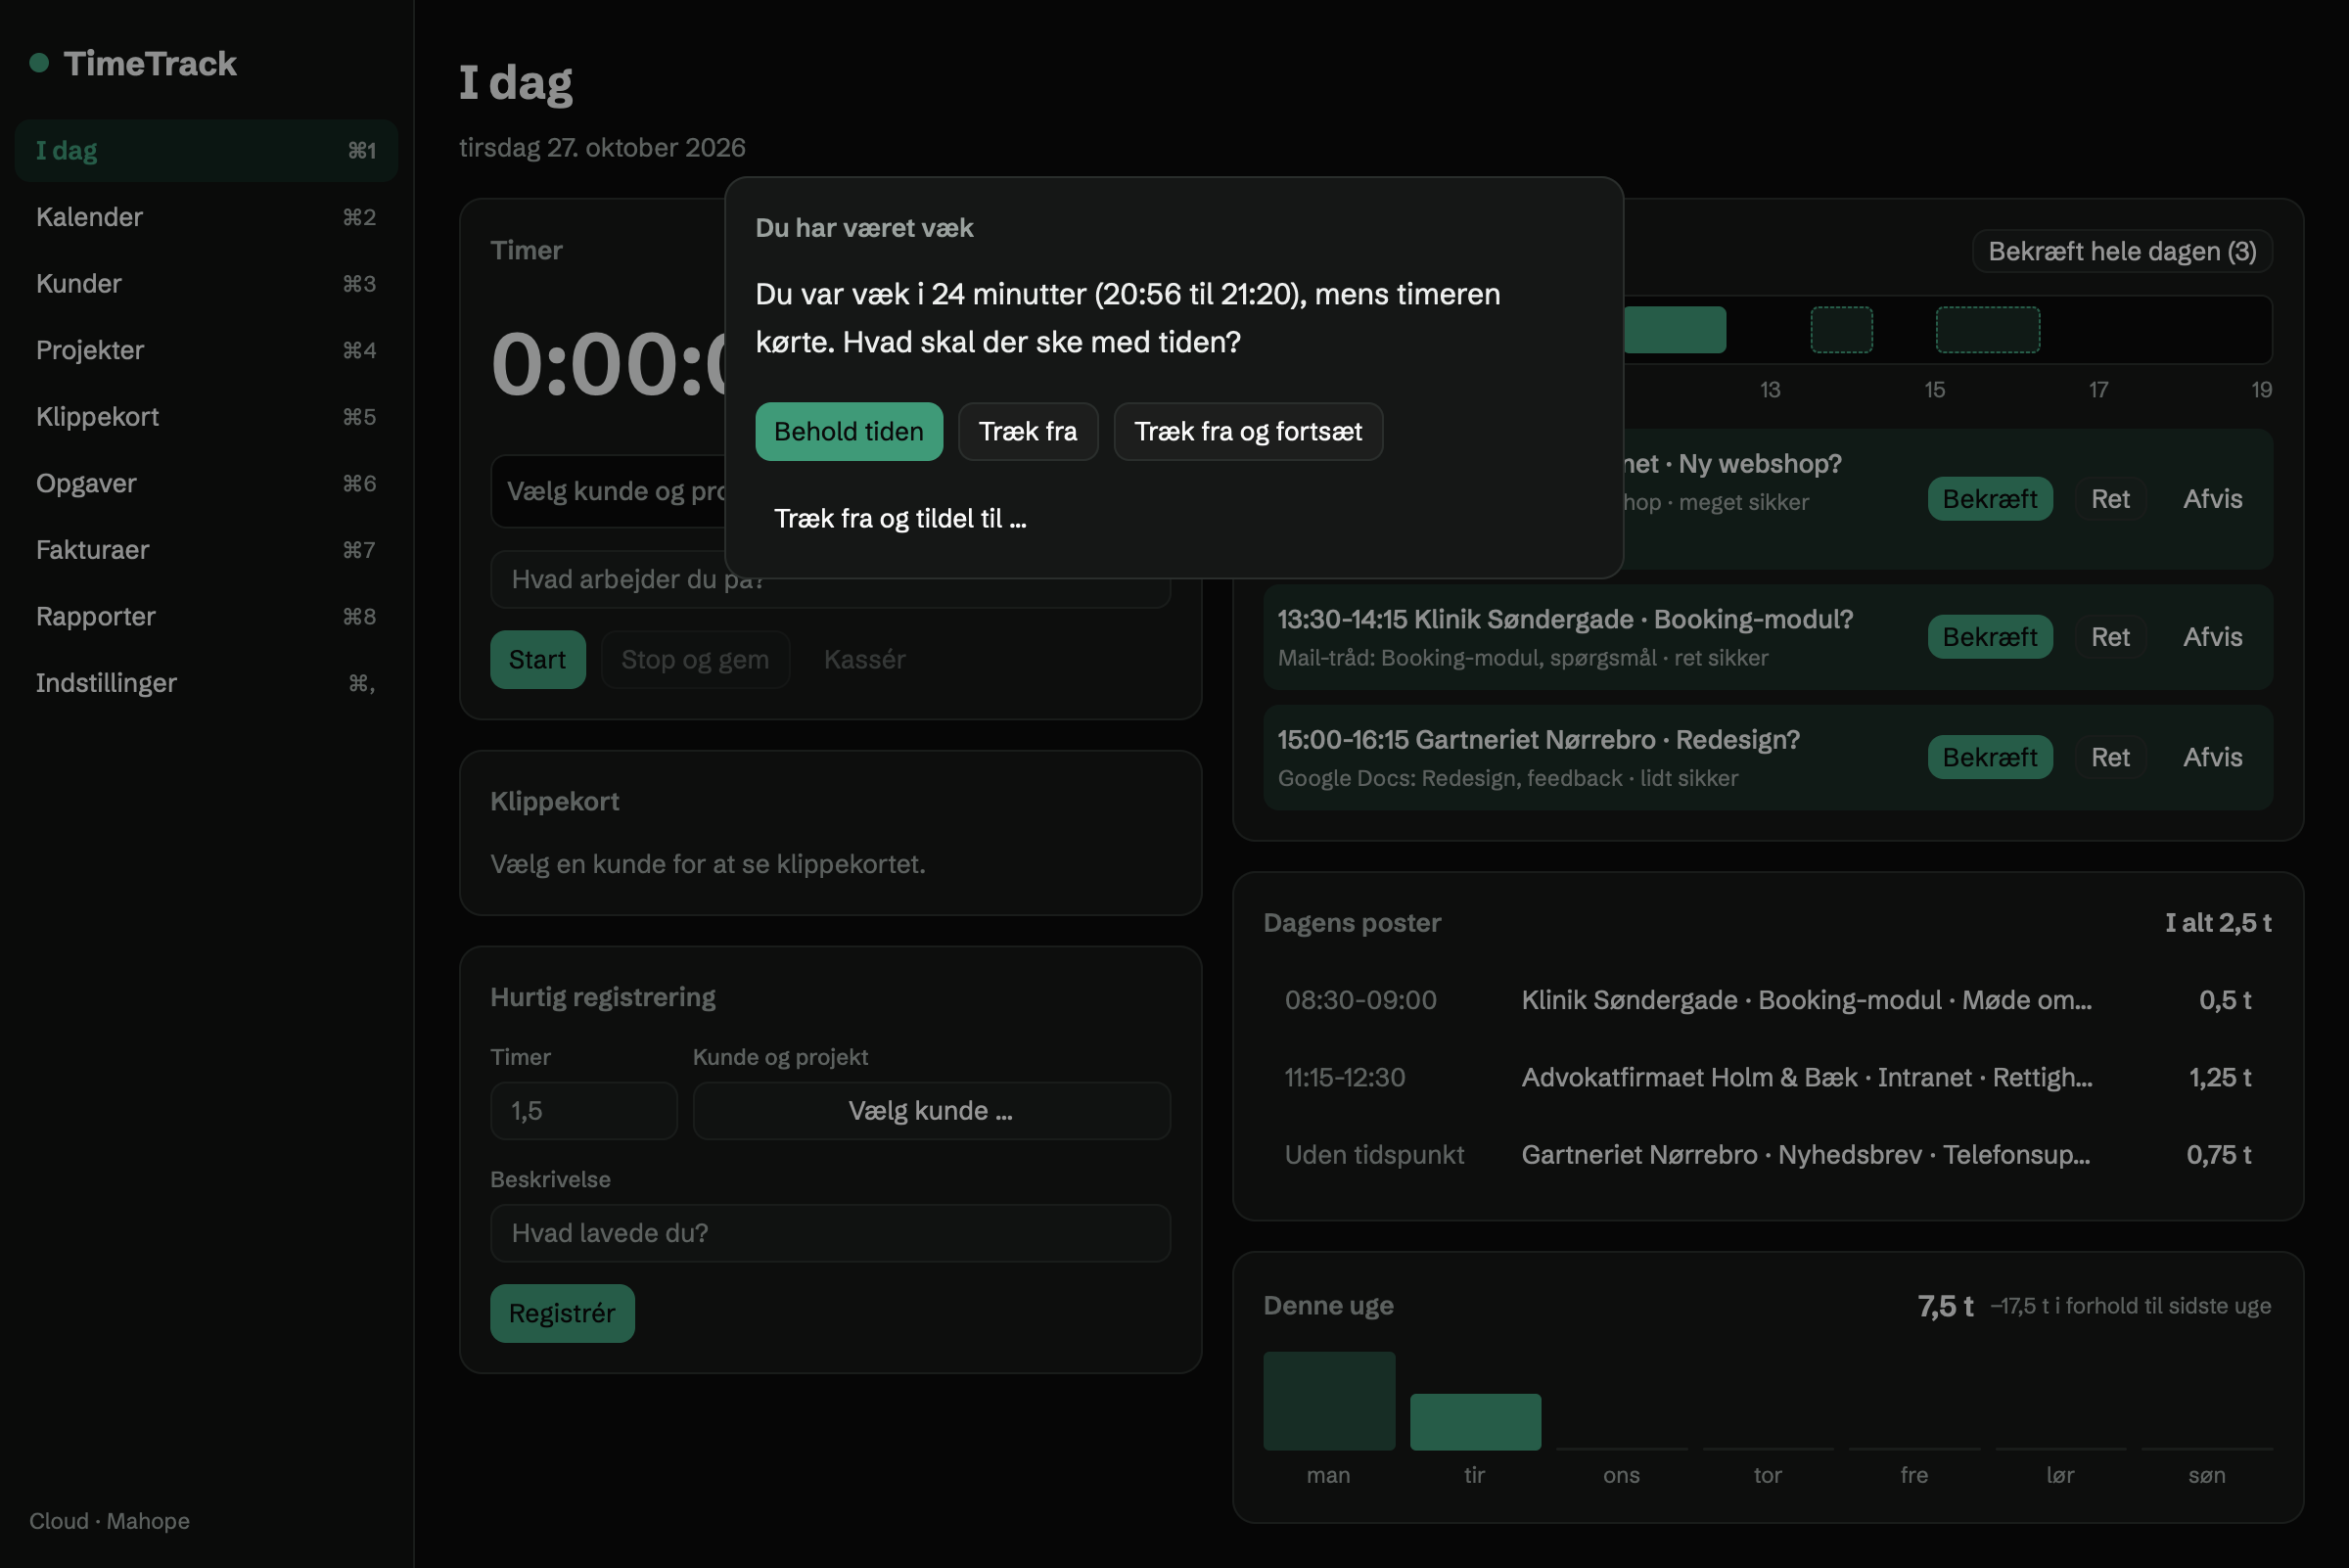 TimeTrack
I dag ⌘1
Kalender ⌘2
Kunder ⌘3
Projekter ⌘4
Klippekort ⌘5
Opgaver ⌘6
Fakturaer ⌘7
Rapporter ⌘8
Indstillinger ⌘,
Cloud · Mahope
I dag
tirsdag 27. oktober 2026
Du har været væk
Du var væk i 24 minutter (20:56 til 21:20), mens timeren
kørte. Hvad skal der ske med tiden?
Behold tiden Træk fra Træk fra og fortsæt
Træk fra og tildel til ...
Timer
0:00:
Vælg kunde og
Hvad arbejder du på?
Start Stop og gem Kassér
Klippekort
Vælg en kunde for at se klippekortet.
Hurtig registrering
Timer Kunde og projekt
1,5 Vælg kunde ...
Beskrivelse
Hvad lavede du?
Registrér
Bekræft hele dagen (3)
13 15 17 19
· Ny webshop?
· meget sikker
Bekræft Ret Afvis
13:30-14:15 Klinik Søndergade · Booking-modul?
Mail-tråd: Booking-modul, spørgsmål · ret sikker
Bekræft Ret Afvis
15:00-16:15 Gartneriet Nørrebro · Redesign?
Google Docs: Redesign, feedback · lidt sikker
Bekræft Ret Afvis
Dagens poster I alt 2,5 t
08:30-09:00 Klinik Søndergade · Booking-modul · Møde om... 0,5 t
11:15-12:30 Advokatfirmaet Holm & Bæk · Intranet · Rettigh... 1,25 t
Uden tidspunkt Gartneriet Nørrebro · Nyhedsbrev · Telefonsup... 0,75 t
Denne uge 7,5 t −17,5 t i forhold til sidste uge
man tir ons tor fre lør søn